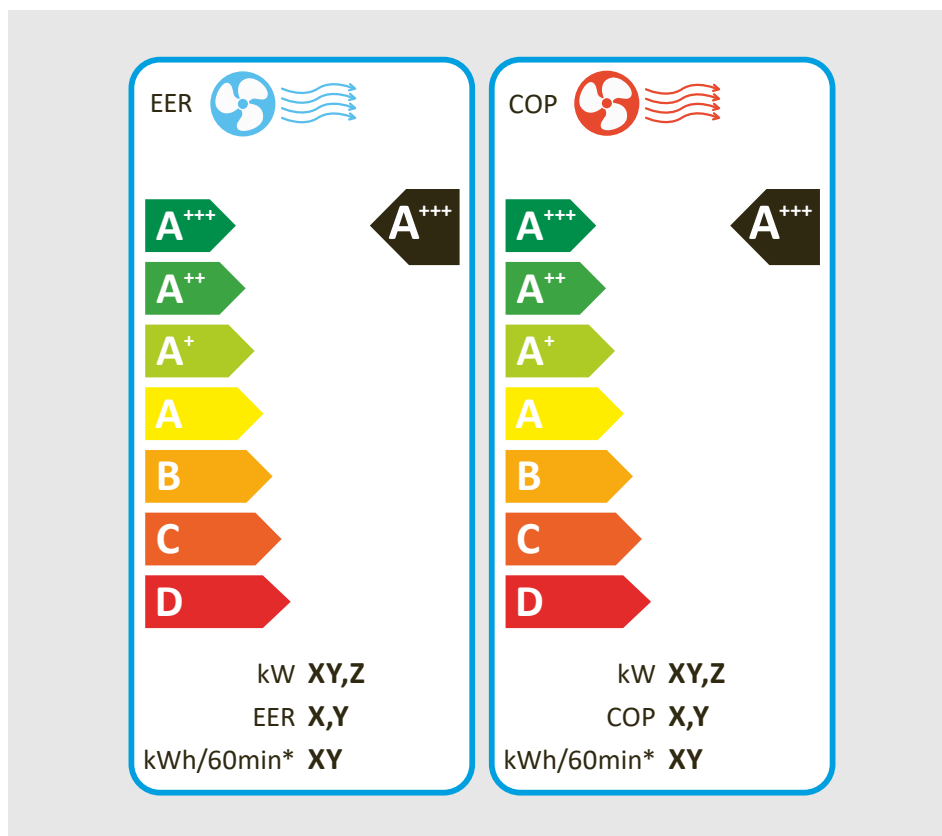 EER
A+++
A+++
A++
A+
A
B
C
D
kW XY,Z
EER X,Y
kWh/60min* XY
COP
A+++
A+++
A++
A+
A
B
C
D
kW XY,Z
COP X,Y
kWh/60min* XY